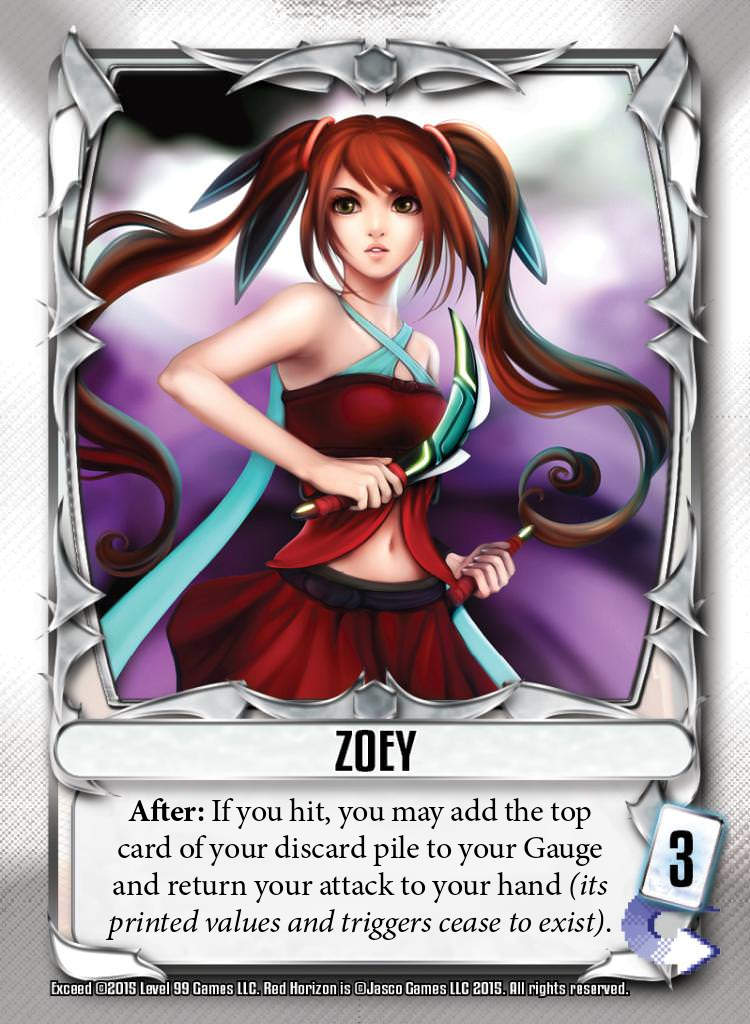 ZOEY
After: If you hit, you may add the top
card of your discard pile to your Gauge
and return your attack to your hand (its
printed values and triggers cease to exist).
3
Exceed ©2015 Level 99 Games LLC. Red Horizon is ©Jasco Games LLC 2015. All rights reserved.